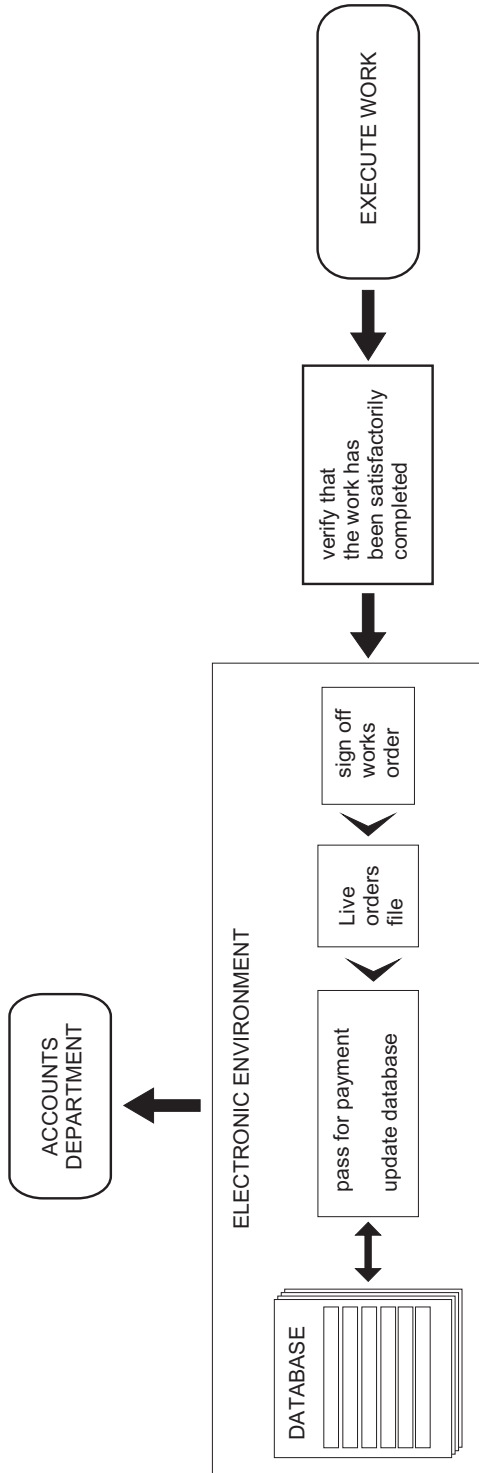 EXECUTE WORK
verify that
the work has
been satisfactorily
completed
ELECTRONIC ENVIRONMENT
sign off
works
order
Live
orders
file
pass for payment
update database
DATABASE
ACCOUNTS
DEPARTMENT